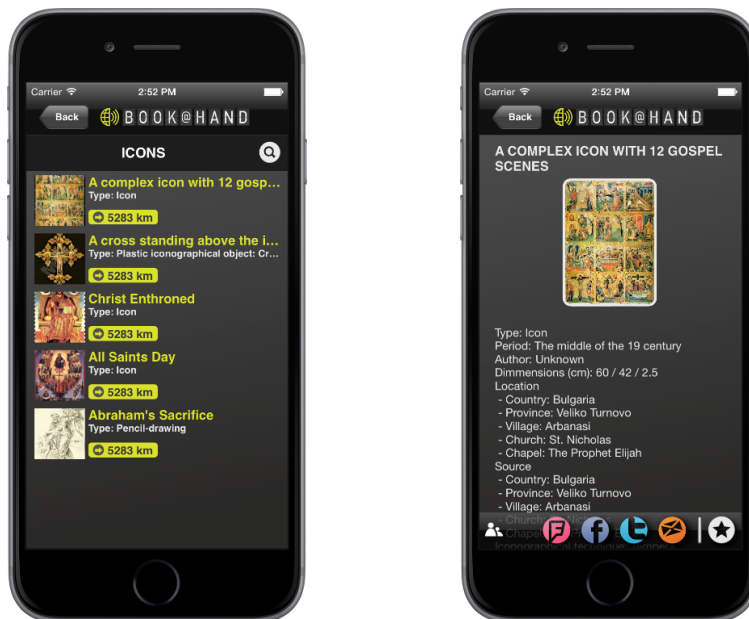 Carrier 2:52 PM
Back BOOK@HAND
ICONS
A complex icon with 12 gosp...
Type: Icon
5283 km
A cross standing above the i...
Type: Plastic iconographical object: Cr...
5283 km
Christ Enthroned
Type: Icon
5283 km
All Saints Day
Type: Icon
5283 km
Abraham's Sacrifice
Type: Pencil-drawing
5283 km
Carrier 2:52 PM
Back BOOK@HAND
A COMPLEX ICON WITH 12 GOSPEL
SCENES
Type: Icon
Period: The middle of the 19 century
Author: Unknown
Dimmensions (cm): 60 / 42 / 2.5
Location
- Country: Bulgaria
- Province: Veliko Turnovo
- Village: Arbanasi
- Church: St. Nicholas
- Chapel: The Prophet Elijah
Source
- Country: Bulgaria
- Province: Veliko Turnovo
- Village: Arbanasi
- Church:
- Chapel: